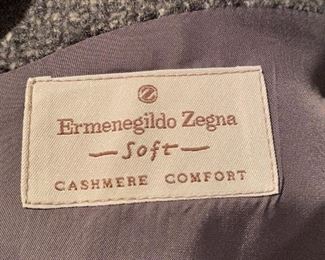 Z
Ermenegildo Zegna
— Soft —
CASHMERE COMFORT